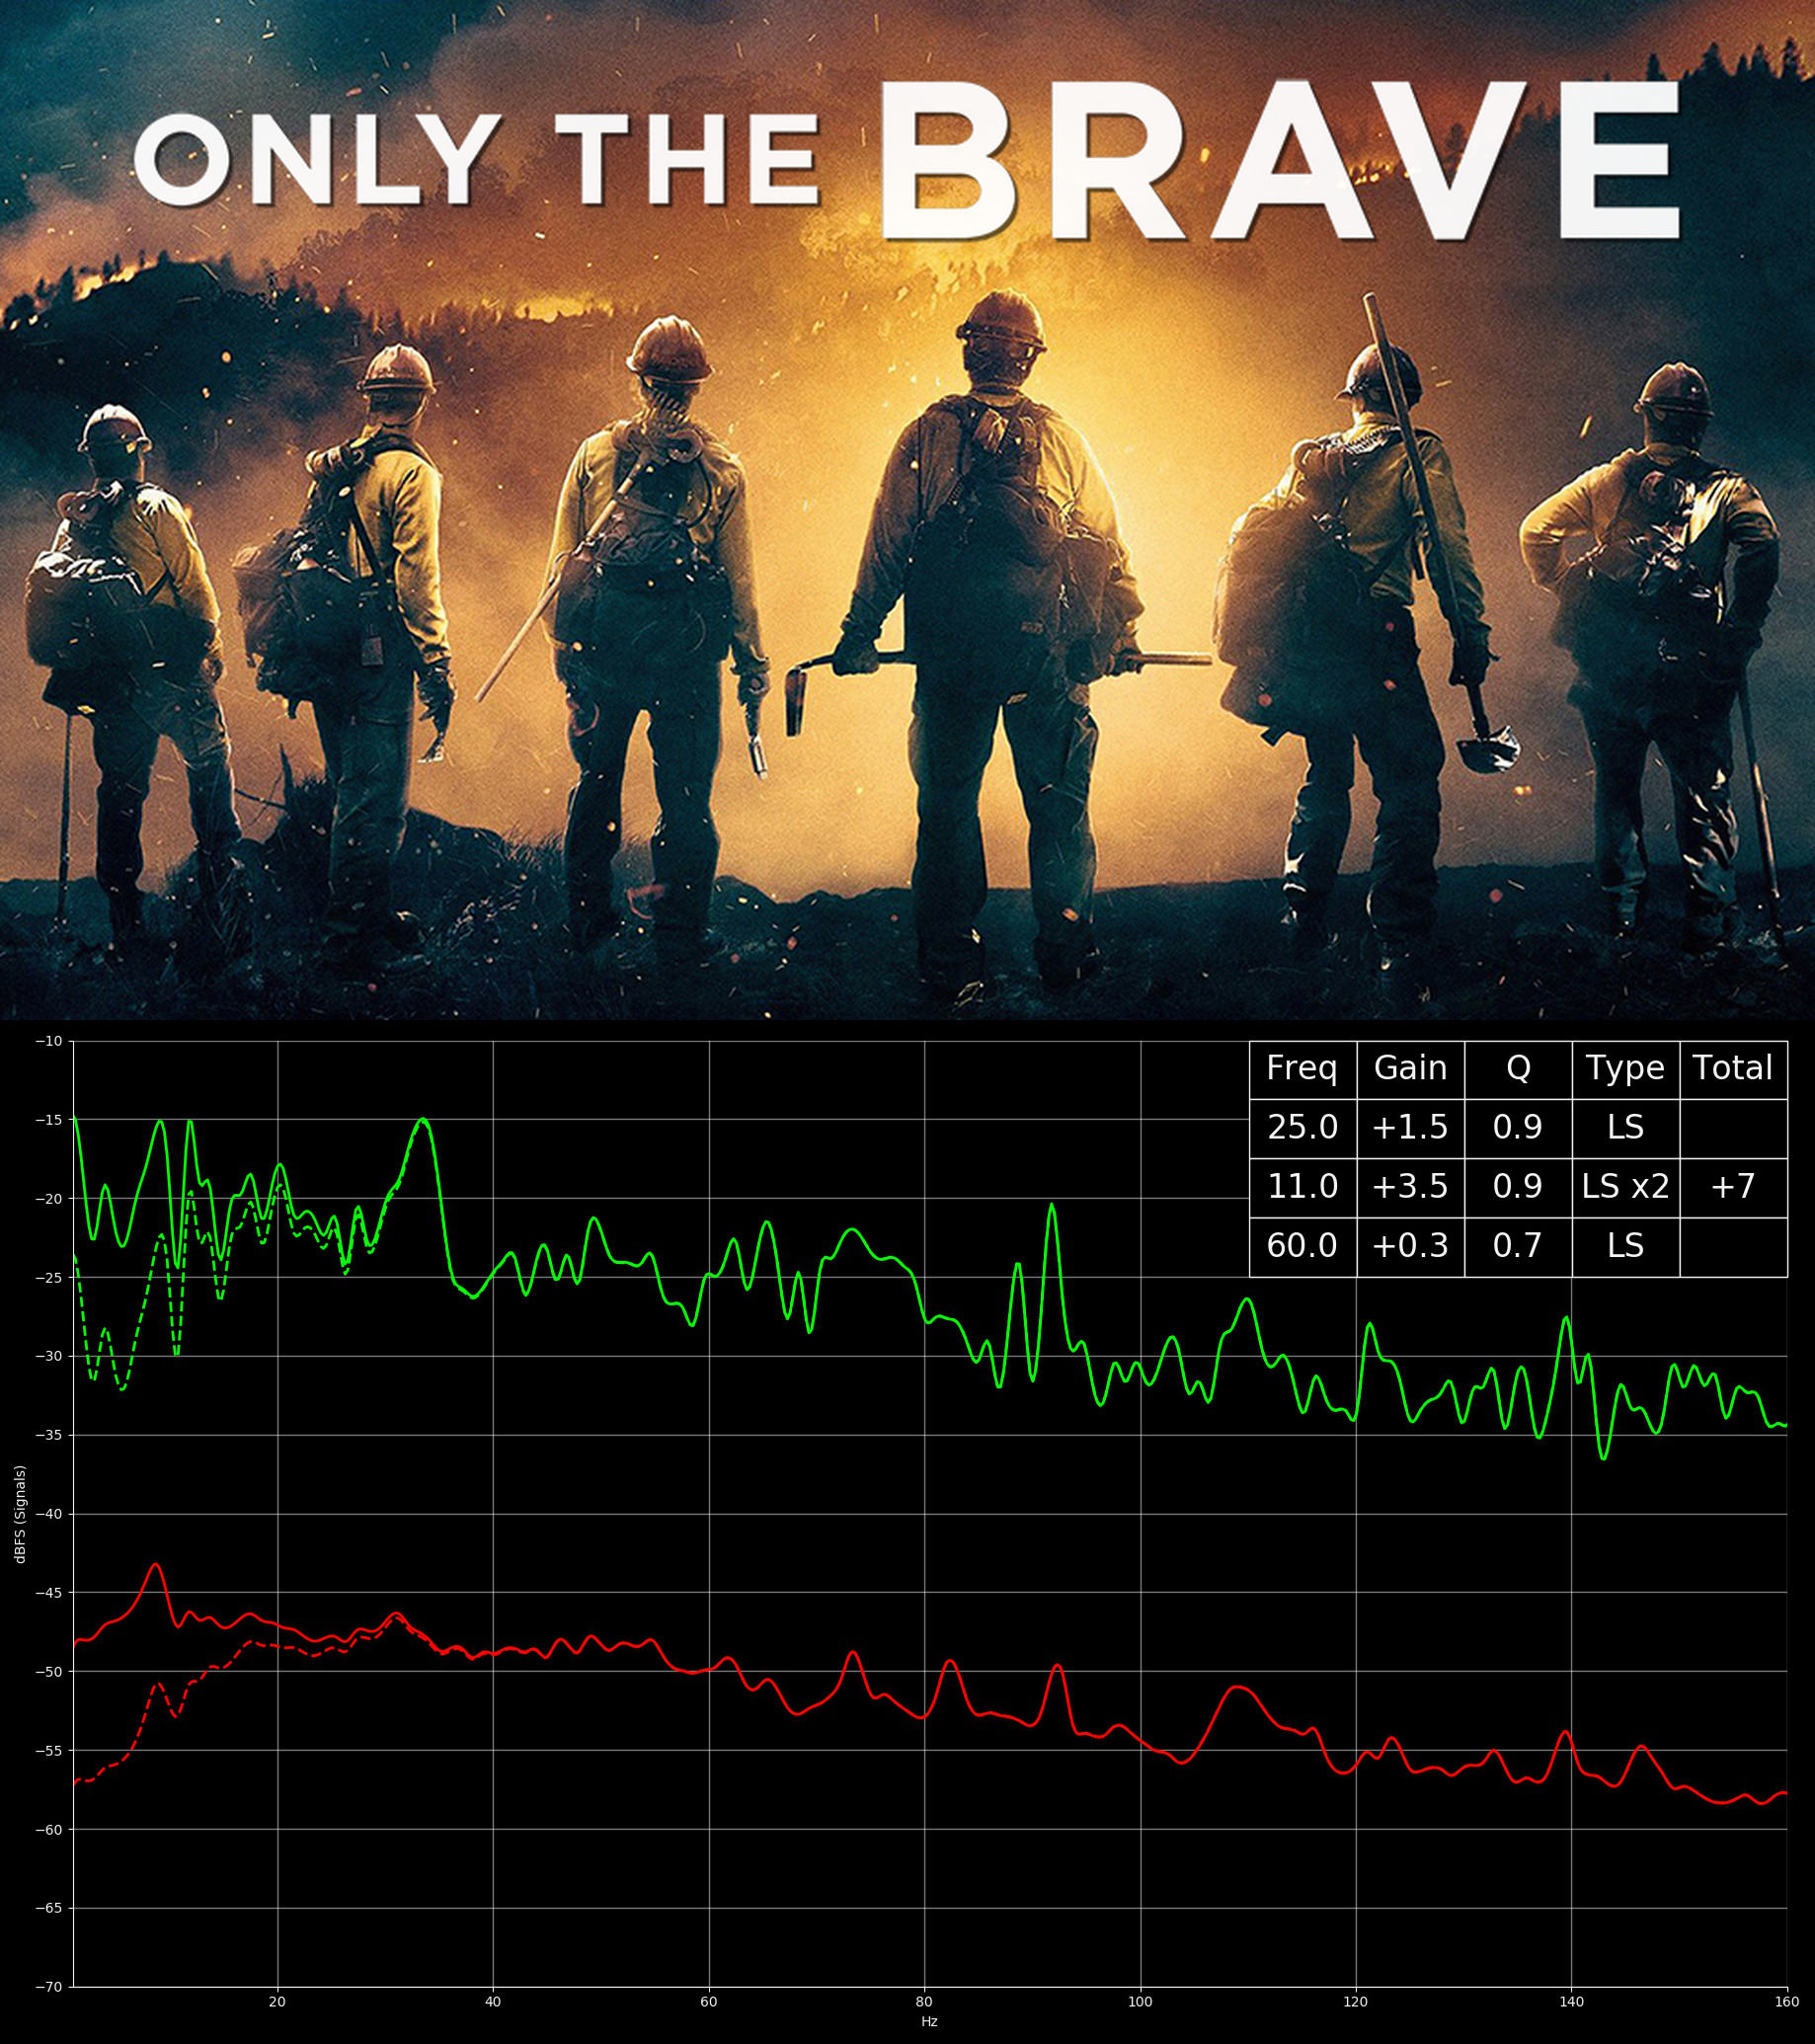 ONLY THE BRAVE
Freq Gain Q Type Total
25.0 +1.5 0.9 LS
11.0 +3.5 0.9 LS x2 +7
60.0 +0.3 0.7 LS
−10
−15
−20
−25
−30
−35
−40
−45
−50
−55
−60
−65
−70
dBFS (Signals)
20 40 60 80 100 120 140 160
Hz